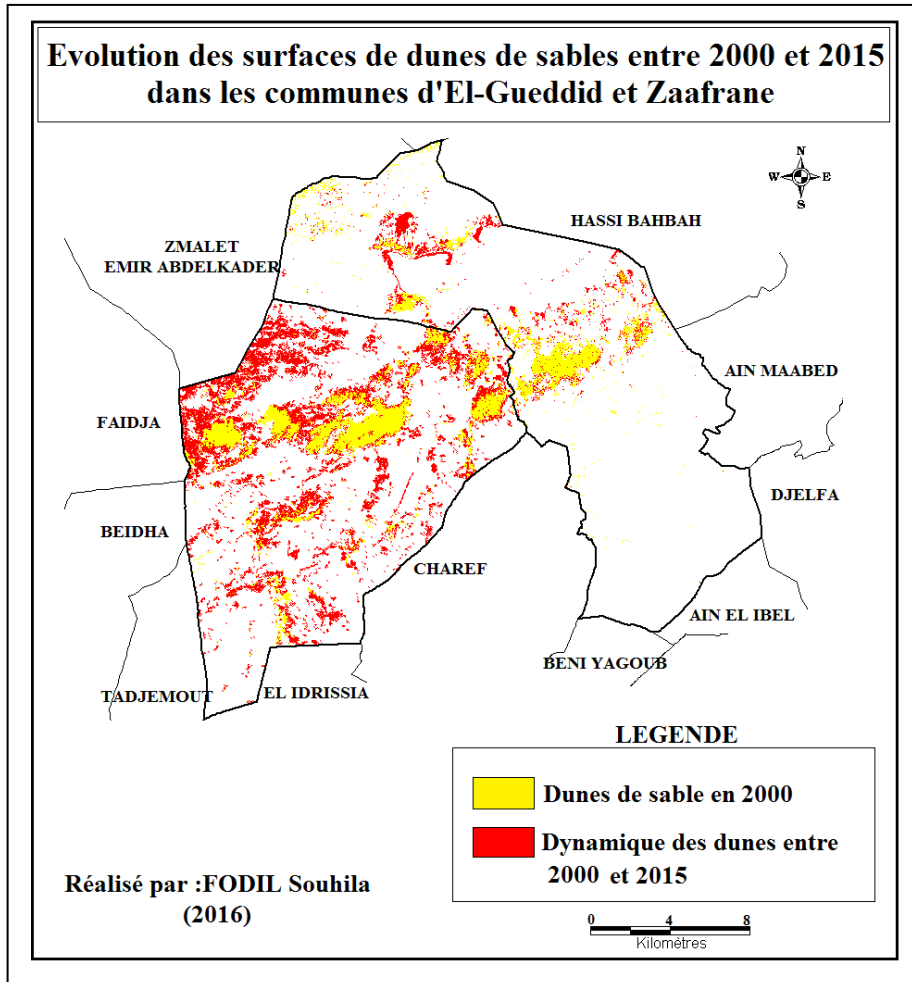 Evolution des surfaces de dunes de sables entre 2000 et 2015
dans les communes d'El-Gueddid et Zaafrane
N
W E
S
HASSI BAHBAH
ZMALET
EMIR ABDELKADER
AIN MAABED
FAIDJA
DJELFA
BEIDHA
CHAREF
AIN EL IBEL
BENI YAGOUB
TADJEMOUT
EL IDRISSIA
LEGENDE
Dunes de sable en 2000
Dynamique des dunes entre
2000 et 2015
Réalisé par :FODIL Souhila
(2016)
0 4 8
Kilomètres